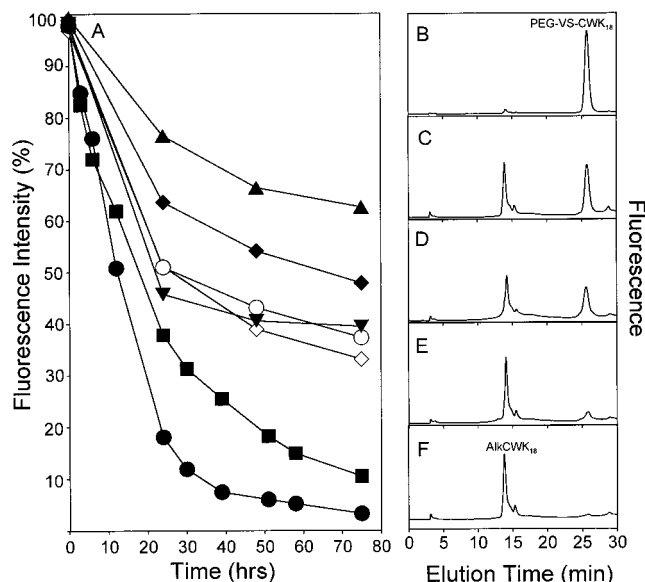 A
100
90
80
70
60
50
40
30
20
10
Fluorescence Intensity (%)
0 10 20 30 40 50 60 70 80
Time (hrs)
B
PEG-VS-CWK₁₈
C
D
E
F
AlkCWK₁₈
Fluorescence
0 5 10 15 20 25 30
Elution Time (min)